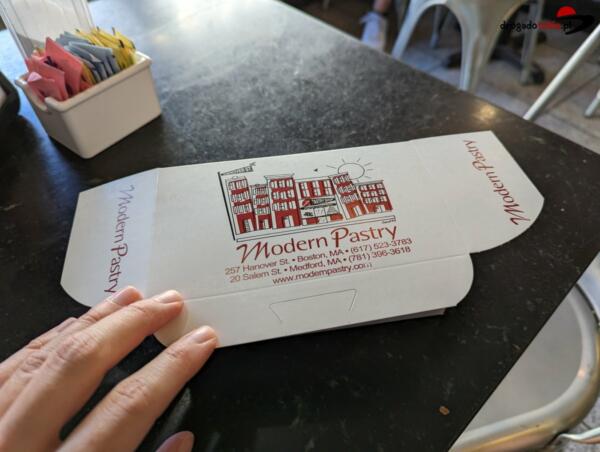 Modern Pastry
257 Hanover St. • Boston, MA • (617) 523-3783
20 Salem St. • Medford, MA • (781) 396-3618
www.modernpastry.com
Modern Pastry
Modern Pastry